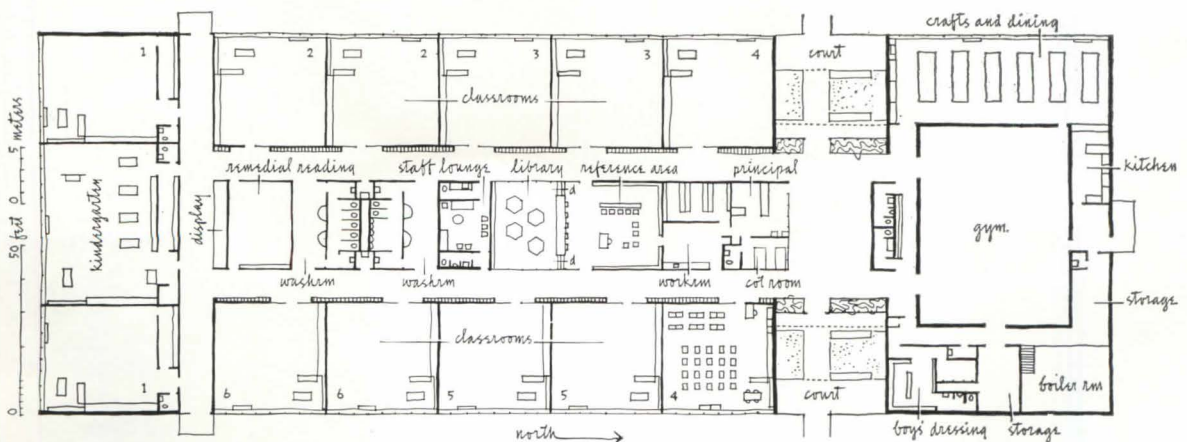 crafts and dining
1
2
2
3
3
4
court
classrooms
5 meters
0
50 feet
0
remedial reading
staff lounge
library
reference area
principal
kitchen
kindergarten
display
d
d
gym.
washrm
washrm
workrm
cot room
storage
classrooms
1
6
6
5
5
4
court
boiler rm
boys' dressing
storage
north